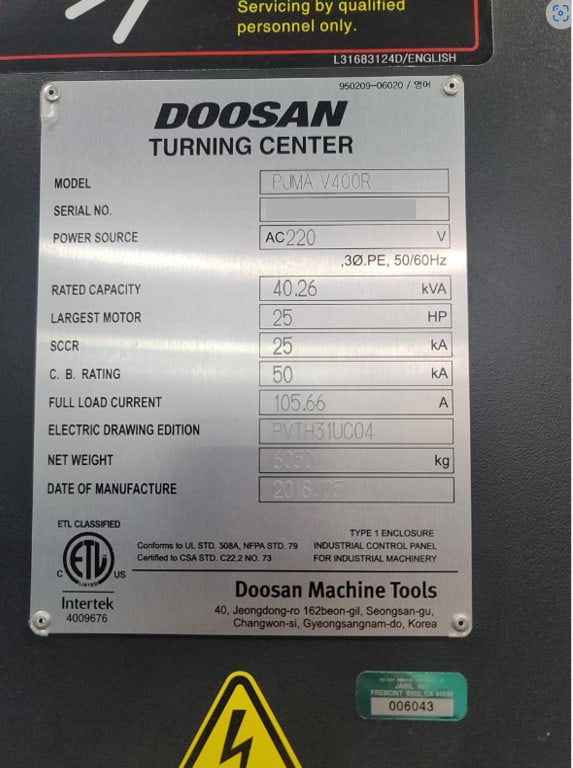 Servicing by qualified
personnel only.
L31683124D/ENGLISH
950209-06020 / 영어
DOOSAN
TURNING CENTER
MODEL PUMA V400R
SERIAL NO.
POWER SOURCE AC220 V
,3Ø.PE, 50/60Hz
RATED CAPACITY 40.26 kVA
LARGEST MOTOR 25 HP
SCCR 25 kA
C. B. RATING 50 kA
FULL LOAD CURRENT 105.66 A
ELECTRIC DRAWING EDITION PVTH31UC04
NET WEIGHT kg
DATE OF MANUFACTURE
ETL CLASSIFIED
ETL
LISTED
C US
Intertek
4009676
Conforms to UL STD. 508A, NFPA STD. 79
Certified to CSA STD. C22.2 NO. 73
TYPE 1 ENCLOSURE
INDUSTRIAL CONTROL PANEL
FOR INDUSTRIAL MACHINERY
Doosan Machine Tools
40, Jeongdong-ro 162beon-gil, Seongsan-gu,
Changwon-si, Gyeongsangnam-do, Korea
JABIL INC
006043